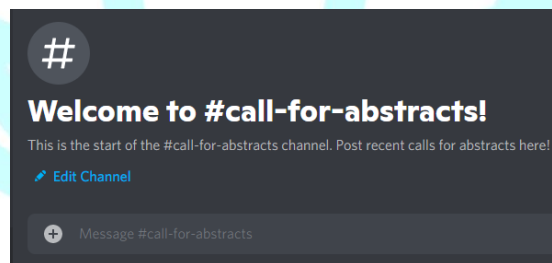 #
Welcome to #call-for-abstracts!
This is the start of the #call-for-abstracts channel. Post recent calls for abstracts here!
Edit Channel
Message #call-for-abstracts